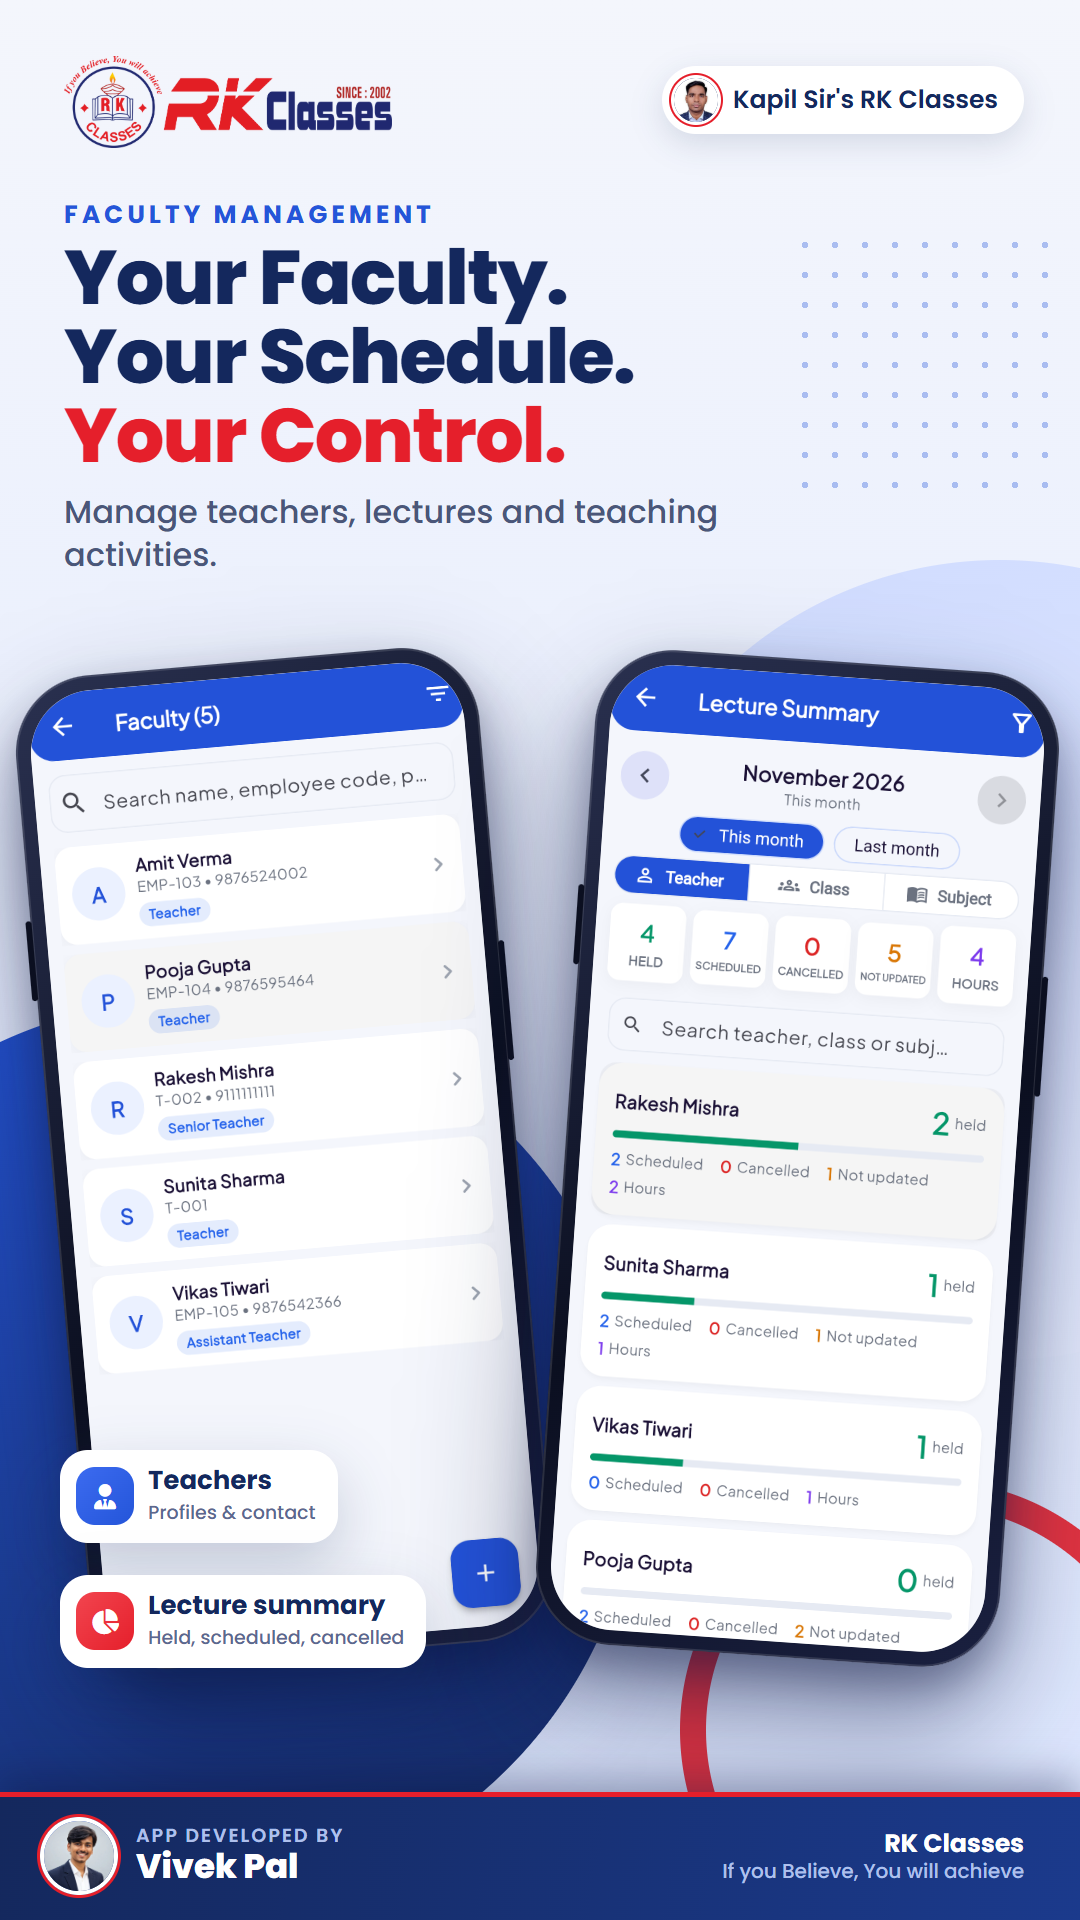 If you Believe, You will achieve
R K
CLASSES
RK Classes
SINCE : 2002
Kapil Sir's RK Classes
FACULTY MANAGEMENT
Your Faculty.
Your Schedule.
Your Control.
Manage teachers, lectures and teaching
activities.
Faculty (5)
Search name, employee code, p...
A
Amit Verma
EMP-103 • 9876524002
Teacher
P
Pooja Gupta
EMP-104 • 9876595464
Teacher
R
Rakesh Mishra
T-002 • 9111111111
Senior Teacher
S
Sunita Sharma
T-001
Teacher
V
Vikas Tiwari
EMP-105 • 9876542366
Assistant Teacher
+
Lecture Summary
November 2026
This month
This month
Last month
Teacher
Class
Subject
4 HELD
7 SCHEDULED
0 CANCELLED
5 NOT UPDATED
4 HOURS
Search teacher, class or subj...
Rakesh Mishra
2 held
2 Scheduled 0 Cancelled 1 Not updated
2 Hours
Sunita Sharma
1 held
2 Scheduled 0 Cancelled 1 Not updated
1 Hours
Vikas Tiwari
1 held
0 Scheduled 0 Cancelled 1 Hours
Pooja Gupta
0 held
2 Scheduled 0 Cancelled 2 Not updated
Teachers
Profiles & contact
Lecture summary
Held, scheduled, cancelled
APP DEVELOPED BY
Vivek Pal
RK Classes
If you Believe, You will achieve